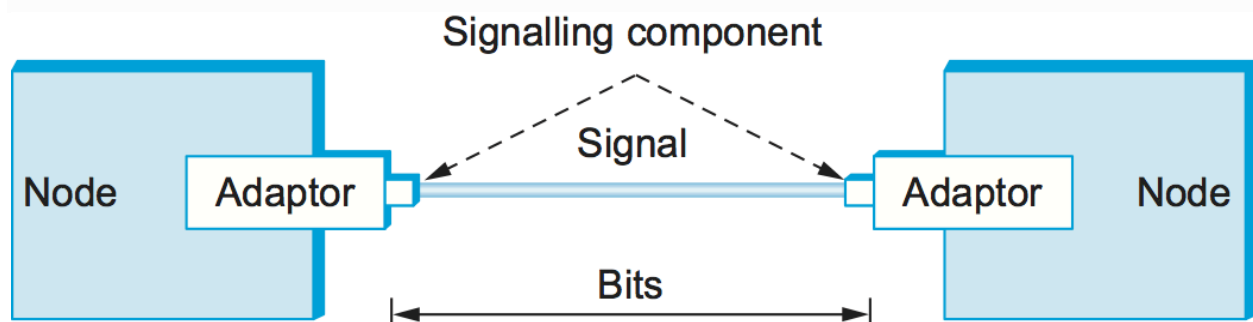 Signalling component
Signal
Node
Adaptor
Adaptor
Node
Bits